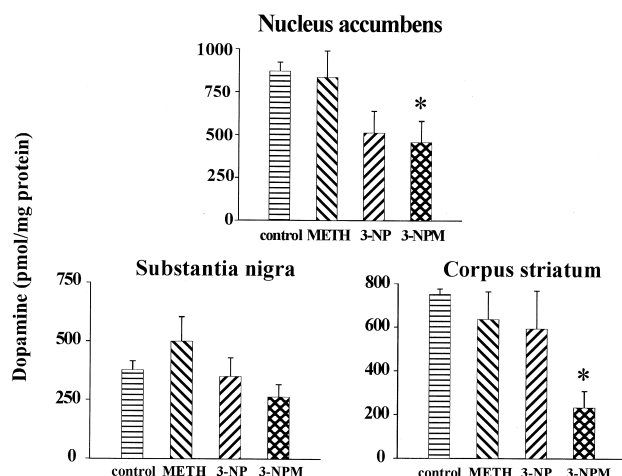 Nucleus accumbens
Dopamine (pmol/mg protein)
1000
750
500
250
0
*
control METH 3-NP 3-NPM
Substantia nigra
750
500
250
0
control METH 3-NP 3-NPM
Corpus striatum
800
600
400
200
0
*
control METH 3-NP 3-NPM